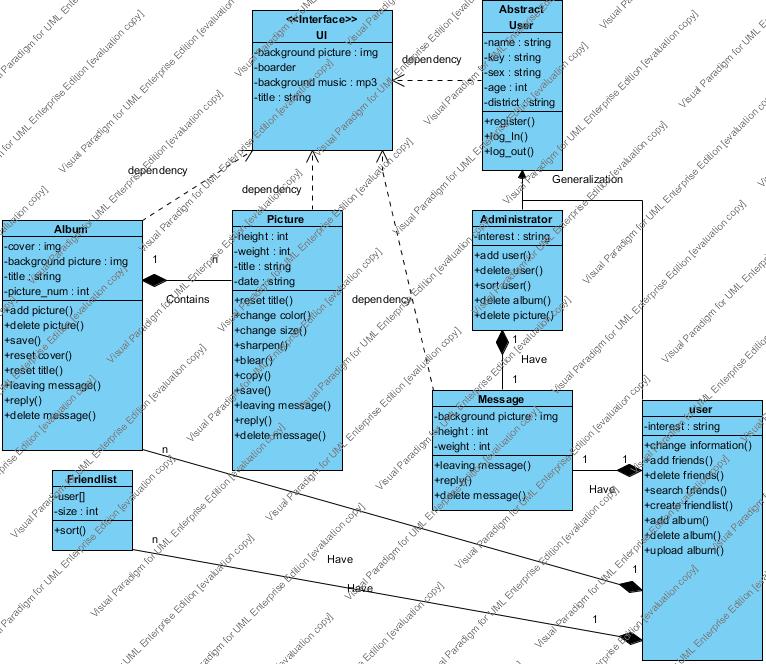 <<Interface>>
UI
-background picture : img
-boarder
-background music : mp3
-title : string
Abstract
User
-name : string
-key : string
-sex : string
-age : int
-district : string
+register()
+log_In()
+log_out()
dependency
dependency
dependency
dependency
Generalization
Album
-cover : img
-background picture : img
-title : string
-picture_num : int
+add picture()
+delete picture()
+save()
+reset cover()
+reset title()
+leaving message()
+reply()
+delete message()
1
n
Contains
Picture
-height : int
-weight : int
-title : string
-date : string
+reset title()
+change color()
+change size()
+sharpen()
+blear()
+copy()
+save()
+leaving message()
+reply()
+delete message()
Administrator
-interest : string
+add user()
+delete user()
+sort user()
+delete album()
+delete picture()
1
Have
1
Message
-background picture : img
-height : int
-weight : int
+leaving message()
+reply()
+delete message()
1
1
Have
user
-interest : string
+change information()
+add friends()
+delete friends()
+search friends()
+create friendlist()
+add album()
+delete album()
+upload album()
Friendlist
-user[]
-size : int
+sort()
n
n
Have
Have
1
1
Visual Paradigm for UML Enterprise Edition [evaluation copy]